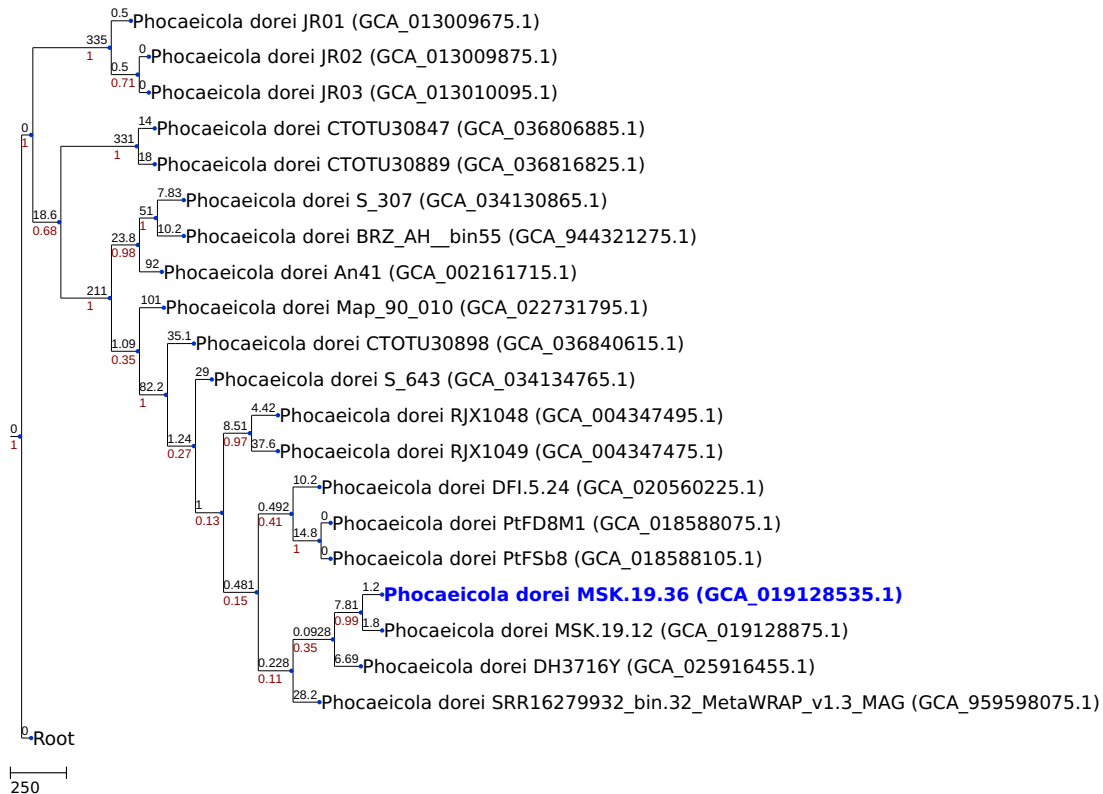 0.5 Phocaeicola dorei JR01 (GCA_013009675.1)
335
1
0 Phocaeicola dorei JR02 (GCA_013009875.1)
0.5
0.71
0 Phocaeicola dorei JR03 (GCA_013010095.1)
0
1
14 Phocaeicola dorei CTOTU30847 (GCA_036806885.1)
331
1
18 Phocaeicola dorei CTOTU30889 (GCA_036816825.1)
7.83 Phocaeicola dorei S_307 (GCA_034130865.1)
51
1
18.6
0.68
10.2 Phocaeicola dorei BRZ_AH__bin55 (GCA_944321275.1)
23.8
0.98
92 Phocaeicola dorei An41 (GCA_002161715.1)
211
1
101 Phocaeicola dorei Map_90_010 (GCA_022731795.1)
1.09
0.35
35.1 Phocaeicola dorei CTOTU30898 (GCA_036840615.1)
82.2
1
29 Phocaeicola dorei S_643 (GCA_034134765.1)
4.42 Phocaeicola dorei RJX1048 (GCA_004347495.1)
8.51
0.97
0
1
1.24
0.27
37.6 Phocaeicola dorei RJX1049 (GCA_004347475.1)
10.2 Phocaeicola dorei DFI.5.24 (GCA_020560225.1)
1
0.13
0.492
0.41
0 Phocaeicola dorei PtFD8M1 (GCA_018588075.1)
14.8
1
0 Phocaeicola dorei PtFSb8 (GCA_018588105.1)
0.481
0.15
1.2 Phocaeicola dorei MSK.19.36 (GCA_019128535.1)
7.81
0.99
1.8 Phocaeicola dorei MSK.19.12 (GCA_019128875.1)
0.0928
0.35
6.69 Phocaeicola dorei DH3716Y (GCA_025916455.1)
0.228
0.11
28.2 Phocaeicola dorei SRR16279932_bin.32_MetaWRAP_v1.3_MAG (GCA_959598075.1)
0 Root
250